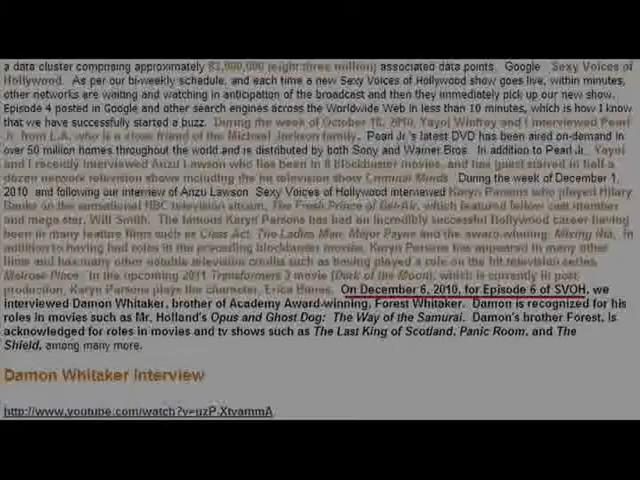 a data cluster comprising approximately 83,000,000 (eight three million) associated data points. Google Sexy Voices of
Hollywood. As per our bi-weekly schedule, and each time a new Sexy Voices of Hollywood show goes live, within minutes,
other networks are waiting and watching in anticipation of the broadcast and then they immediately pick up our new show.
Episode 4 posted in Google and other search engines across the Worldwide Web in less than 10 minutes, which is how I know
that we have successfully started a buzz. During the week of October 18, 2010, Yayoi Winfrey and I interviewed Pearl
Jr. from L.A. who is a close friend of the Michael Jackson family. Pearl Jr.'s latest DVD has been aired on-demand in
over 50 million homes throughout the world and is distributed by both Sony and Warner Bros. In addition to Pearl Jr., Yayoi
and I recently interviewed Anzu Lawson who has been in 8 blockbuster movies, and has guest starred in half a
dozen network television shows including the hit television show Criminal Minds. During the week of December 1,
2010 and following our interview of Anzu Lawson Sexy Voices of Hollywood interviewed Karyn Parsons who played Hilary
Banks on the sensational NBC television show, The Fresh Prince of Bel-Air, which featured fellow cast member
and mega star, Will Smith. The famous Karyn Parsons has had an incredibly successful Hollywood career having
been in many feature films such as Class Act, The Ladies Man, Major Payne and the award-winning, Mixing Nia. In
addition to having had roles in the preceding blockbuster movies, Karyn Parsons has appeared in many other
films and has many other notable television credits such as having played a role on the hit television series
Melrose Place. In the upcoming 2011 Transformers 3 movie (Dark of the Moon), which is currently in post
production, Karyn Parsons plays the character, Erica Baines. On December 6, 2010, for Episode 6 of SVOH, we
interviewed Damon Whitaker, brother of Academy Award-winning, Forest Whitaker. Damon is recognized for his
roles in movies such as Mr. Holland's Opus and Ghost Dog: The Way of the Samurai. Damon's brother Forest, is
acknowledged for roles in movies and tv shows such as The Last King of Scotland, Panic Room, and The
Shield, among many more.
Damon Whitaker Interview